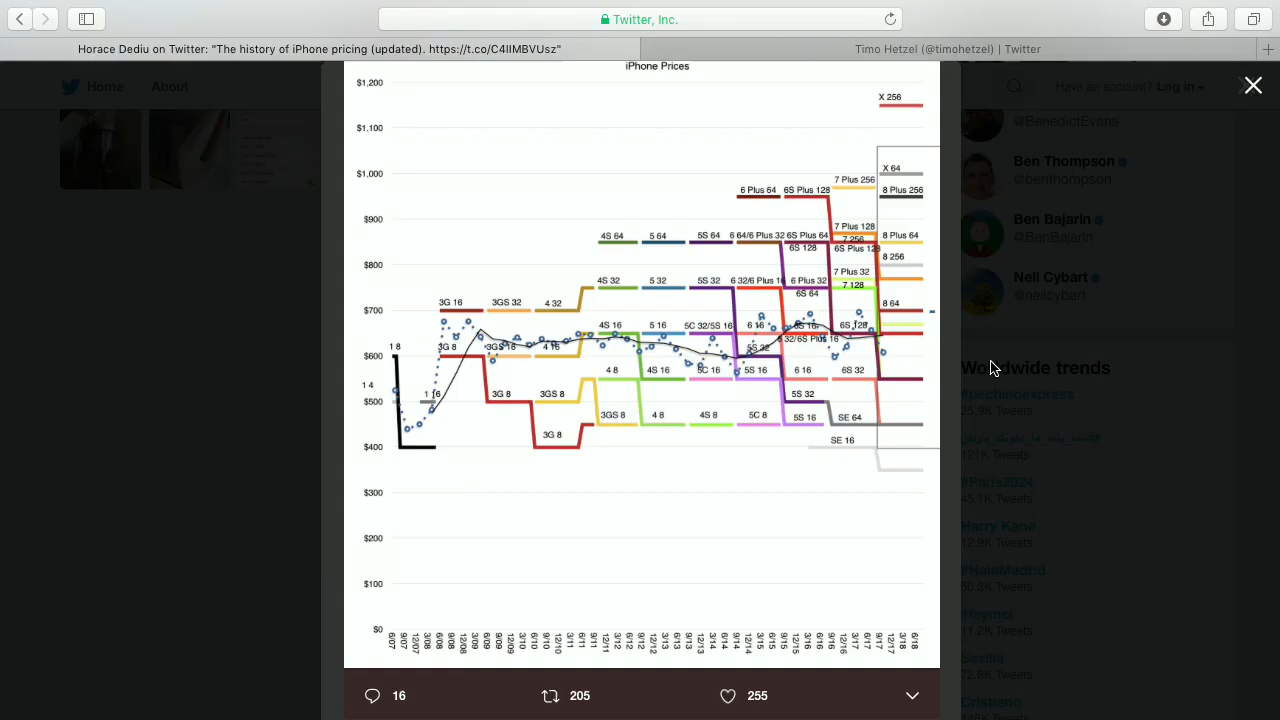 Twitter, Inc.
Horace Dediu on Twitter: "The history of iPhone pricing (updated). https://t.co/C4IIMBVUsz"
Timo Hetzel (@timohetzel) | Twitter
Home
About
Have an account? Log in
iPhone Prices
$1,200
$1,100
$1,000
$900
$800
$700
$600
$500
$400
$300
$200
$100
$0
X 256
X 64
7 Plus 256
8 Plus 256
6 Plus 64
6S Plus 128
7 Plus 128
7 256
6S Plus 128
8 Plus 64
4S 64
5 64
5S 64
6 64/6 Plus 32
6S Plus 64
6S 128
8 256
7 Plus 32
7 128
4S 32
5 32
5S 32
6 32/6 Plus 16
6 Plus 32
6S 64
3G 16
3GS 32
4 32
8 64
4S 16
5 16
5C 32/5S 16
6 16
6S 16
6S 128
6 32/6S Plus 16
1 8
3G 8
3GS 16
4 16
5S 32
4 8
4S 16
5C 16
5S 16
6 16
6S 32
1 4
1 16
3G 8
3GS 8
5S 32
3GS 8
4 8
4S 8
5C 8
5S 16
SE 64
3G 8
SE 16
6/07
9/07
12/07
3/08
6/08
9/08
12/08
3/09
6/09
9/09
12/09
3/10
6/10
9/10
12/10
3/11
6/11
9/11
12/11
3/12
6/12
9/12
12/12
3/13
6/13
9/13
12/13
3/14
6/14
9/14
12/14
3/15
6/15
9/15
12/15
3/16
6/16
9/16
12/16
3/17
6/17
9/17
12/17
3/18
6/18
16
205
255
@BenedictEvans
Ben Thompson
@benthompson
Ben Bajarin
@BenBajarin
Neil Cybart
@neilcybart
Worldwide trends
#pechinoexpress
25.9K Tweets
121K Tweets
#Paris2024
45.1K Tweets
Harry Kane
12.9K Tweets
#HalaMadrid
50.3K Tweets
#Heymcl
11.2K Tweets
Sevilla
72.8K Tweets
Cristiano